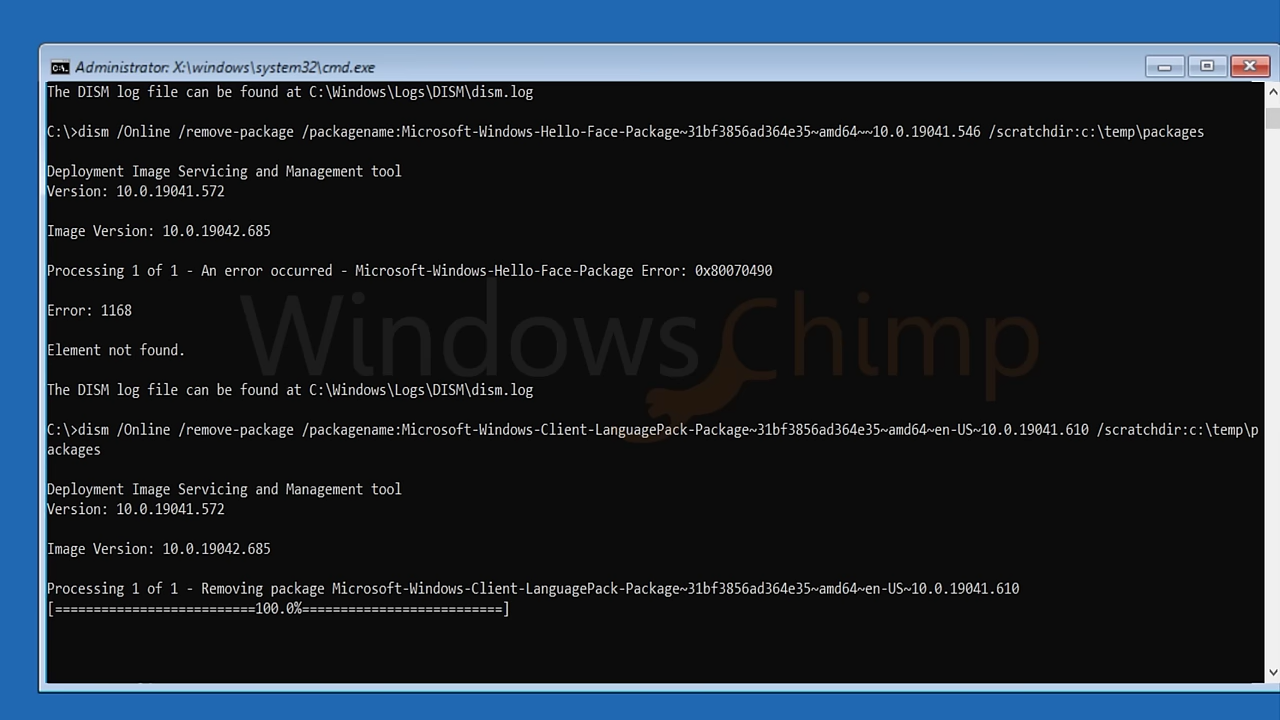 Administrator: X:\windows\system32\cmd.exe
The DISM log file can be found at C:\Windows\Logs\DISM\dism.log
C:\>dism /Online /remove-package /packagename:Microsoft-Windows-Hello-Face-Package~31bf3856ad364e35~amd64~~10.0.19041.546 /scratchdir:c:\temp\packages
Deployment Image Servicing and Management tool
Version: 10.0.19041.572
Image Version: 10.0.19042.685
Processing 1 of 1 - An error occurred - Microsoft-Windows-Hello-Face-Package Error: 0x80070490
Error: 1168
WindowsChimp
Element not found.
The DISM log file can be found at C:\Windows\Logs\DISM\dism.log
C:\>dism /Online /remove-package /packagename:Microsoft-Windows-Client-LanguagePack-Package~31bf3856ad364e35~amd64~en-US~10.0.19041.610 /scratchdir:c:\temp\p
ackages
Deployment Image Servicing and Management tool
Version: 10.0.19041.572
Image Version: 10.0.19042.685
Processing 1 of 1 - Removing package Microsoft-Windows-Client-LanguagePack-Package~31bf3856ad364e35~amd64~en-US~10.0.19041.610
[==========================100.0%==========================]